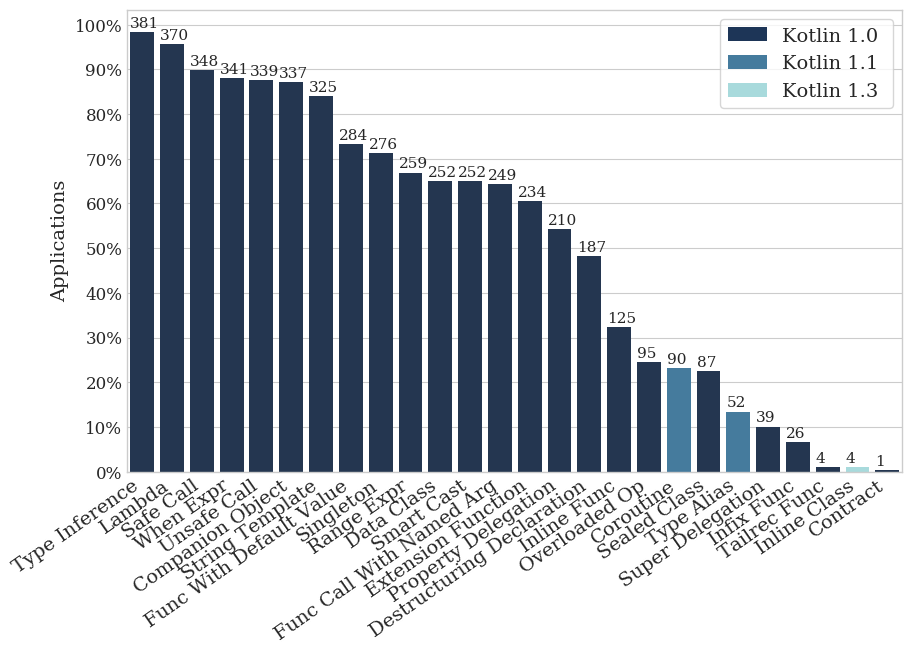 100%
90%
80%
70%
60%
50%
40%
30%
20%
10%
0%
Applications
381
370
348
341
339
337
325
284
276
259
252
252
249
234
210
187
125
95
90
87
52
39
26
4
4
1
Kotlin 1.0
Kotlin 1.1
Kotlin 1.3
Type Inference
Lambda
Safe Call
When Expr
Unsafe Call
Companion Object
String Template
Func With Default Value
Singleton
Range Expr
Data Class
Smart Cast
Func Call With Named Arg
Extension Function
Property Delegation
Destructuring Declaration
Inline Func
Overloaded Op
Coroutine
Sealed Class
Type Alias
Super Delegation
Infix Func
Tailrec Func
Inline Class
Contract